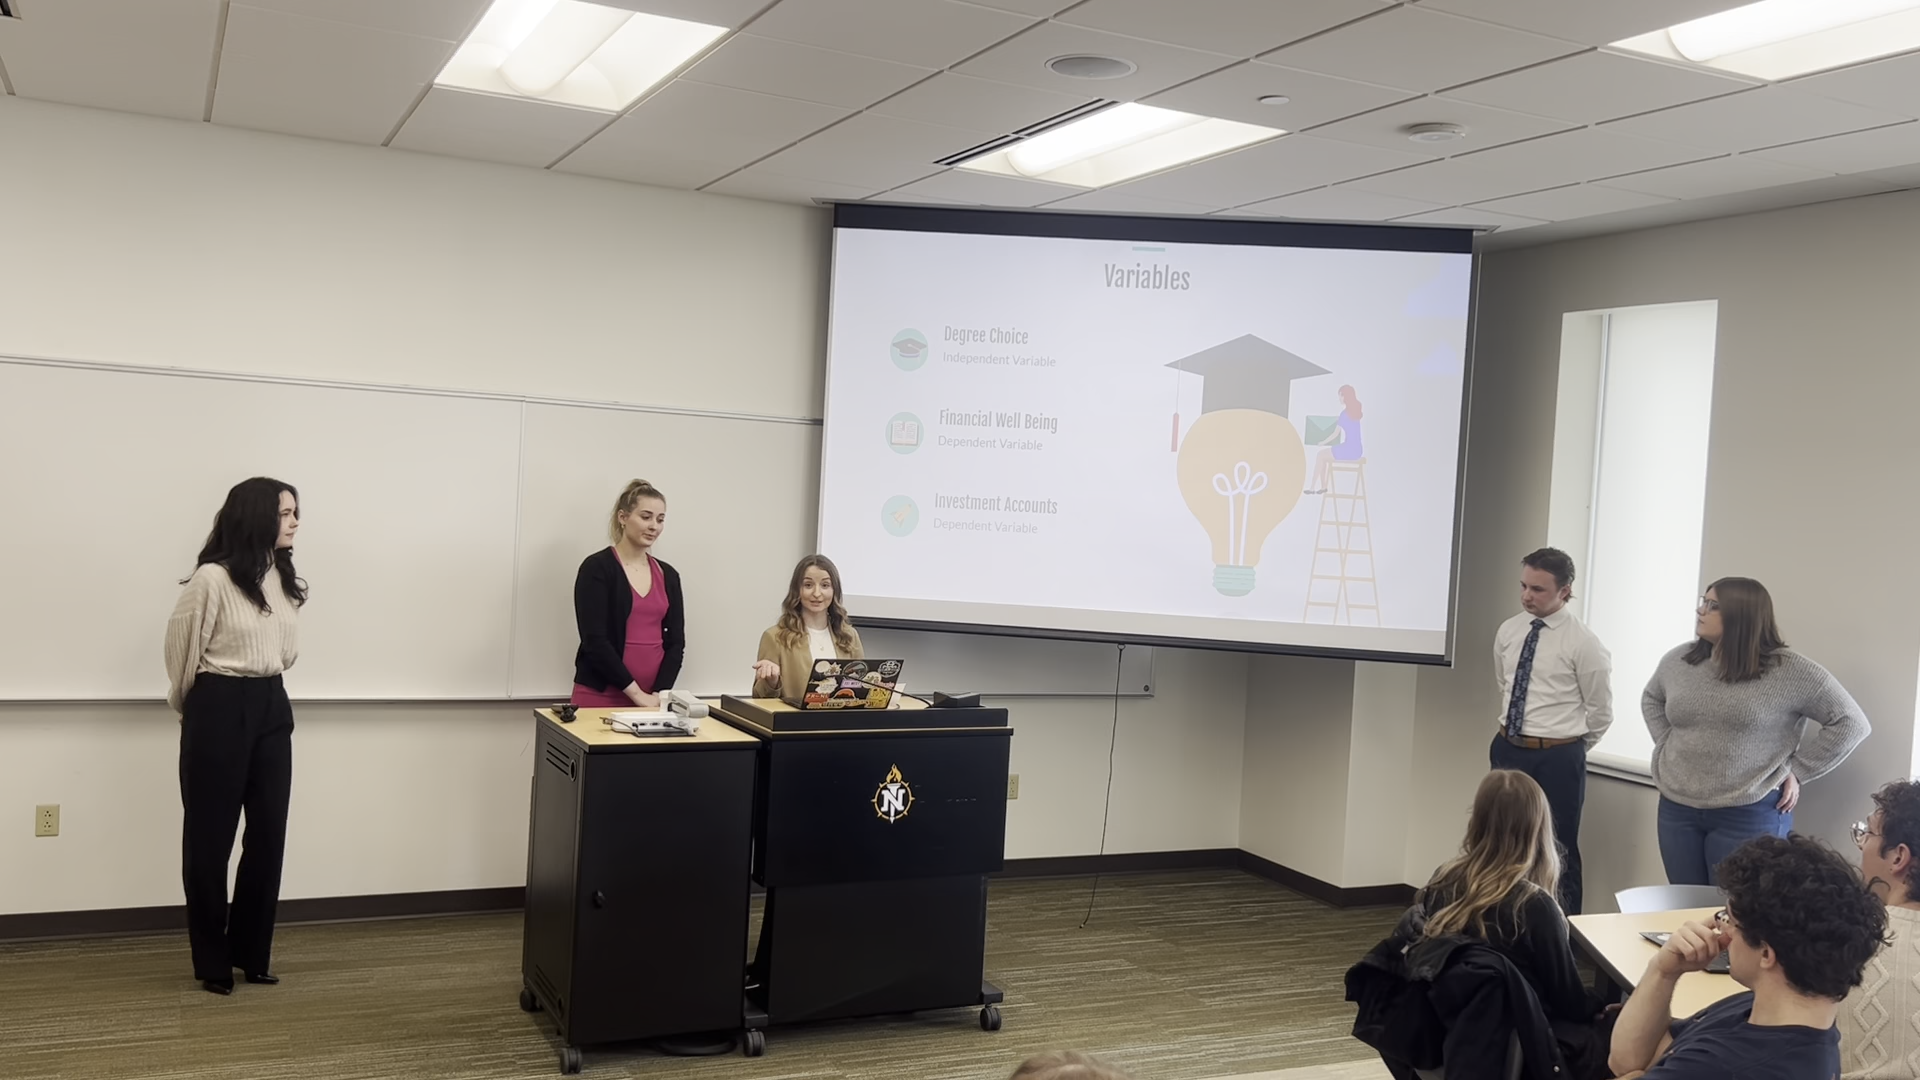 Variables
Degree Choice
Independent Variable
Financial Well Being
Dependent Variable
Investment Accounts
Dependent Variable
N